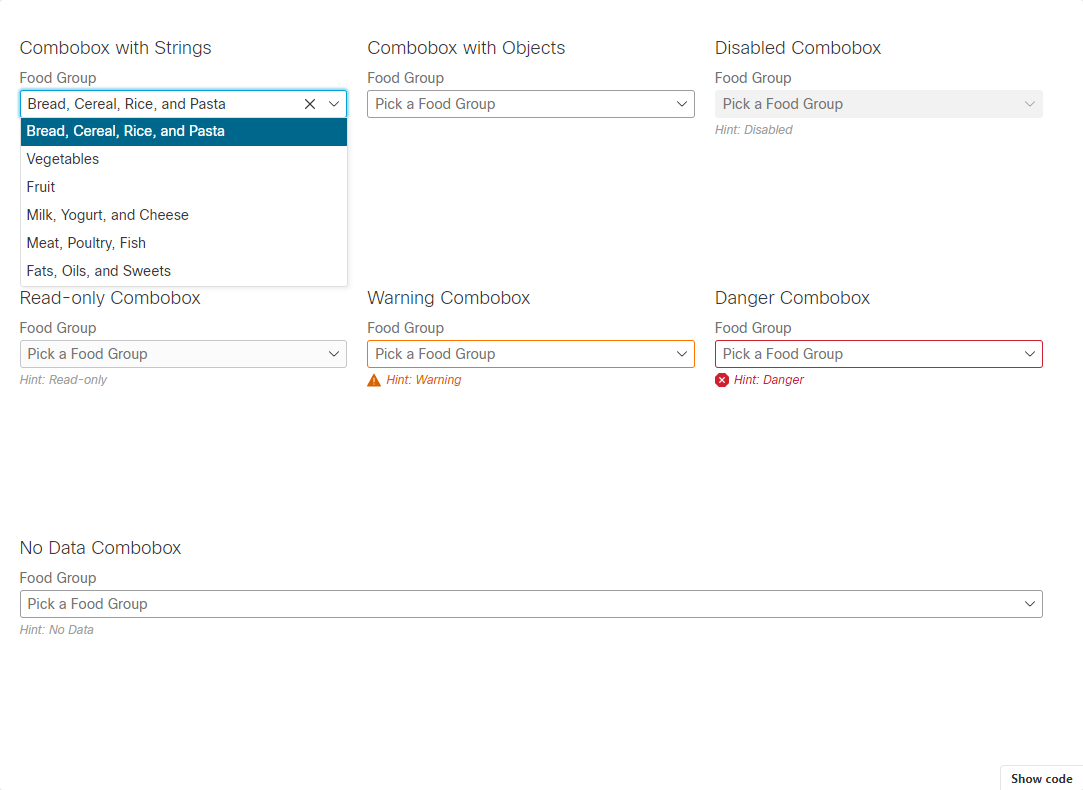 Combobox with Strings
Food Group
Bread, Cereal, Rice, and Pasta
Bread, Cereal, Rice, and Pasta
Vegetables
Fruit
Milk, Yogurt, and Cheese
Meat, Poultry, Fish
Fats, Oils, and Sweets
Combobox with Objects
Food Group
Pick a Food Group
Disabled Combobox
Food Group
Pick a Food Group
Hint: Disabled
Read-only Combobox
Food Group
Pick a Food Group
Hint: Read-only
Warning Combobox
Food Group
Pick a Food Group
Hint: Warning
Danger Combobox
Food Group
Pick a Food Group
Hint: Danger
No Data Combobox
Food Group
Pick a Food Group
Hint: No Data
Show code